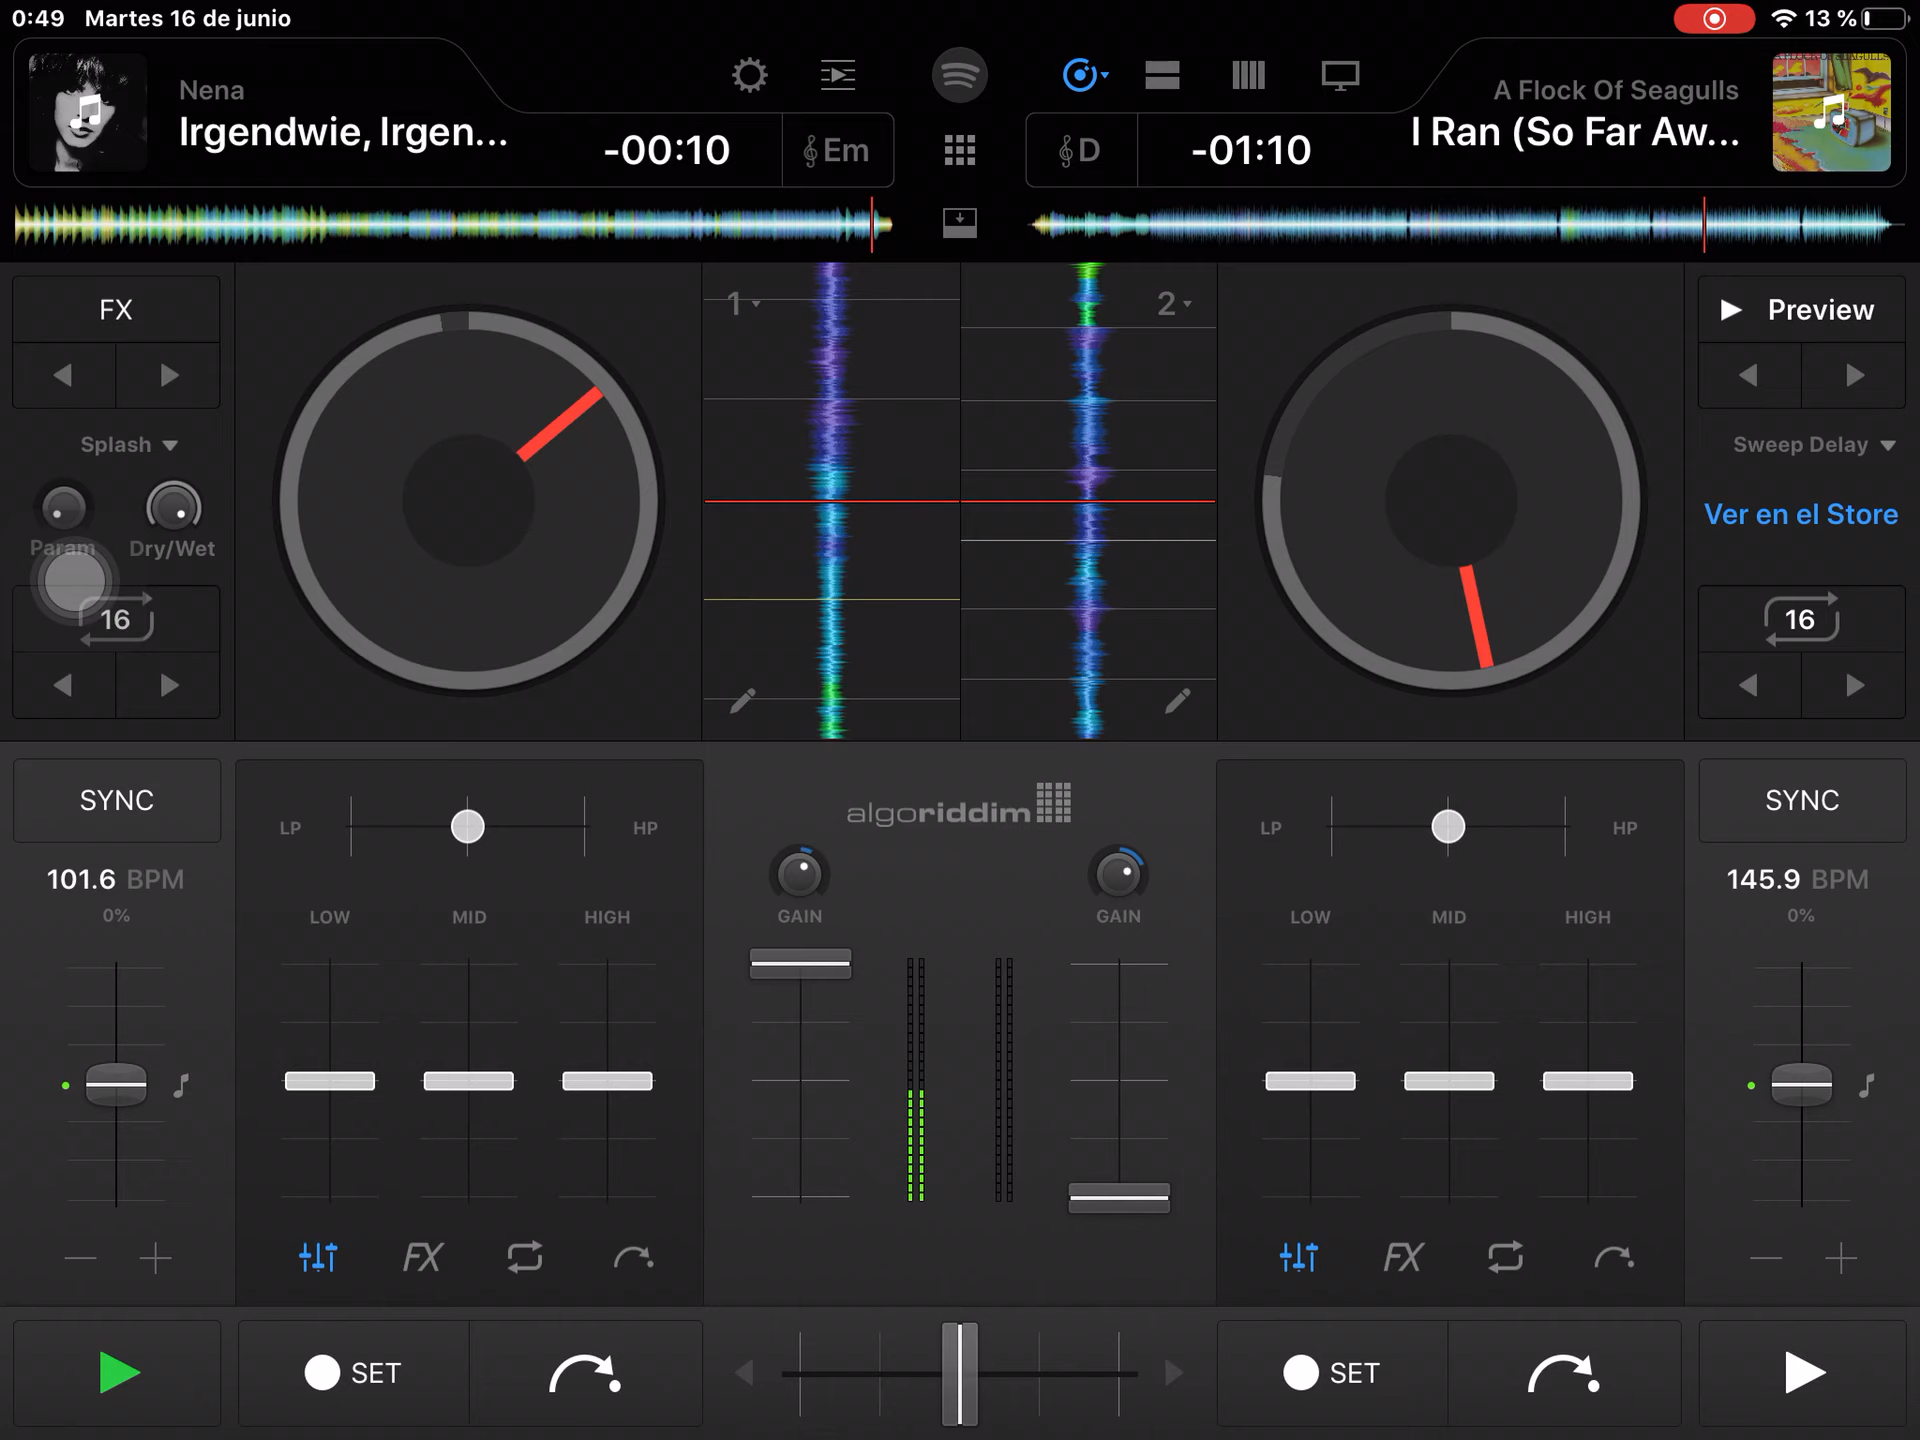 0:49 Martes 16 de junio
13 %
Nena
Irgendwie, Irgen...
-00:10
Em
D
-01:10
A Flock Of Seagulls
I Ran (So Far Aw...
FX
1
2
Preview
Splash
Sweep Delay
Param
Dry/Wet
Ver en el Store
16
16
SYNC
LP
HP
algoriddim
LP
HP
SYNC
101.6 BPM
0%
145.9 BPM
0%
LOW
MID
HIGH
GAIN
GAIN
LOW
MID
HIGH
FX
FX
SET
SET